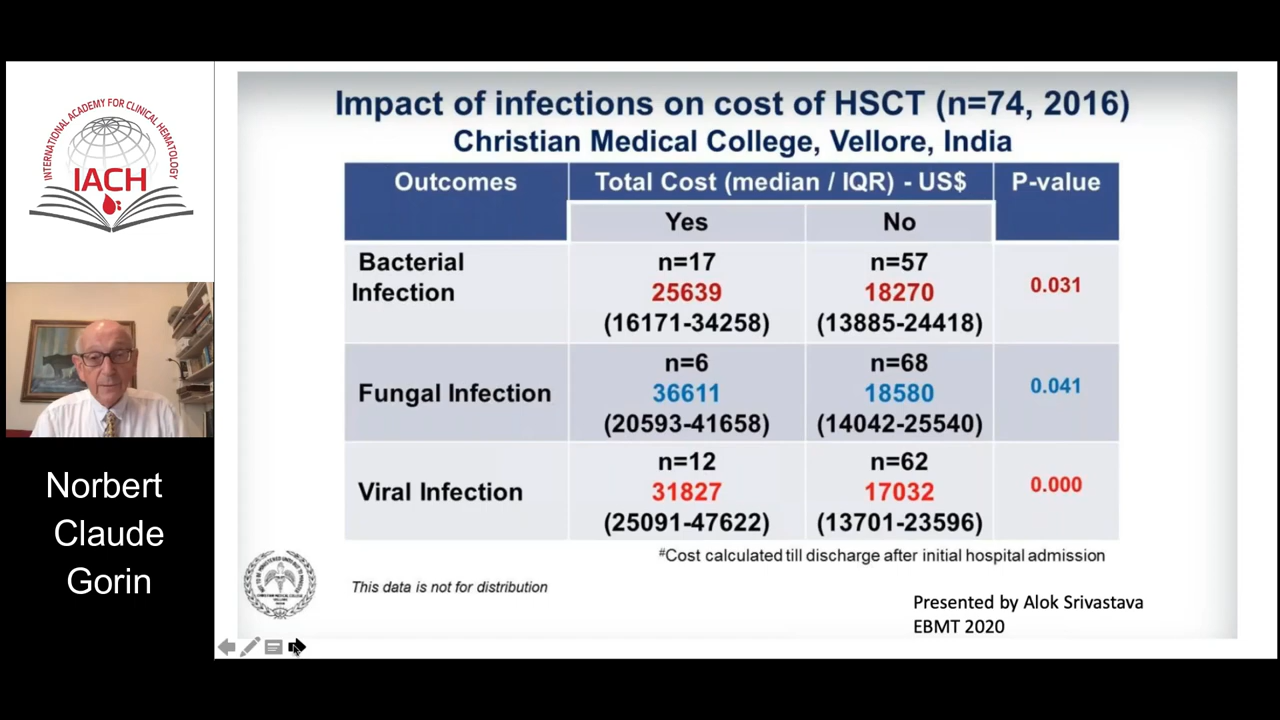 INTERNATIONAL ACADEMY FOR CLINICAL HEMATOLOGY
IACH
Norbert
Claude
Gorin
Impact of infections on cost of HSCT (n=74, 2016)
Christian Medical College, Vellore, India
Outcomes
Total Cost (median / IQR) - US$
P-value
Yes
No
Bacterial
Infection
n=17
25639
(16171-34258)
n=57
18270
(13885-24418)
0.031
Fungal Infection
n=6
36611
(20593-41658)
n=68
18580
(14042-25540)
0.041
Viral Infection
n=12
31827
(25091-47622)
n=62
17032
(13701-23596)
0.000
#Cost calculated till discharge after initial hospital admission
This data is not for distribution
Presented by Alok Srivastava
EBMT 2020